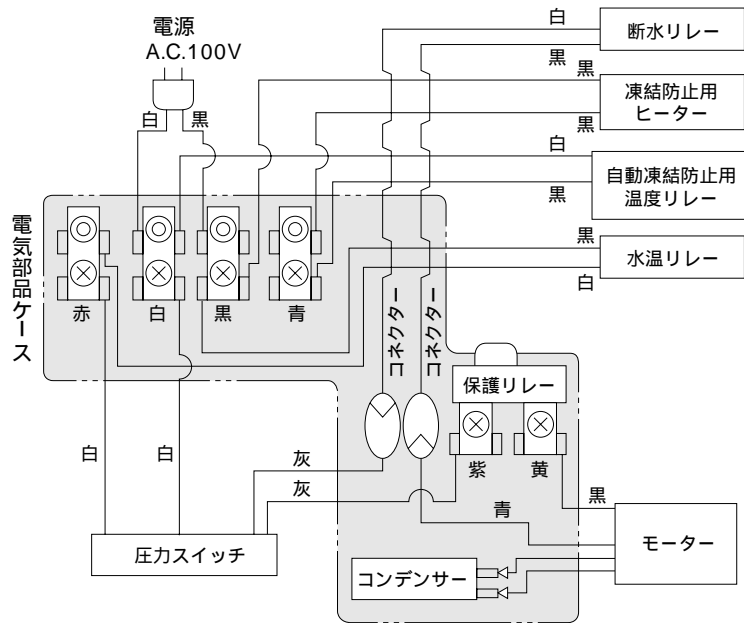 電源
A.C.100V
白
断水リレー
黒
黒
凍結防止用
ヒーター
黒
白
黒
白
自動凍結防止用
温度リレー
黒
黒
水温リレー
白
電気部品ケース
赤
白
黒
青
コネクター
コネクター
保護リレー
紫
黄
白
白
灰
灰
青
黒
圧力スイッチ
モーター
コンデンサー